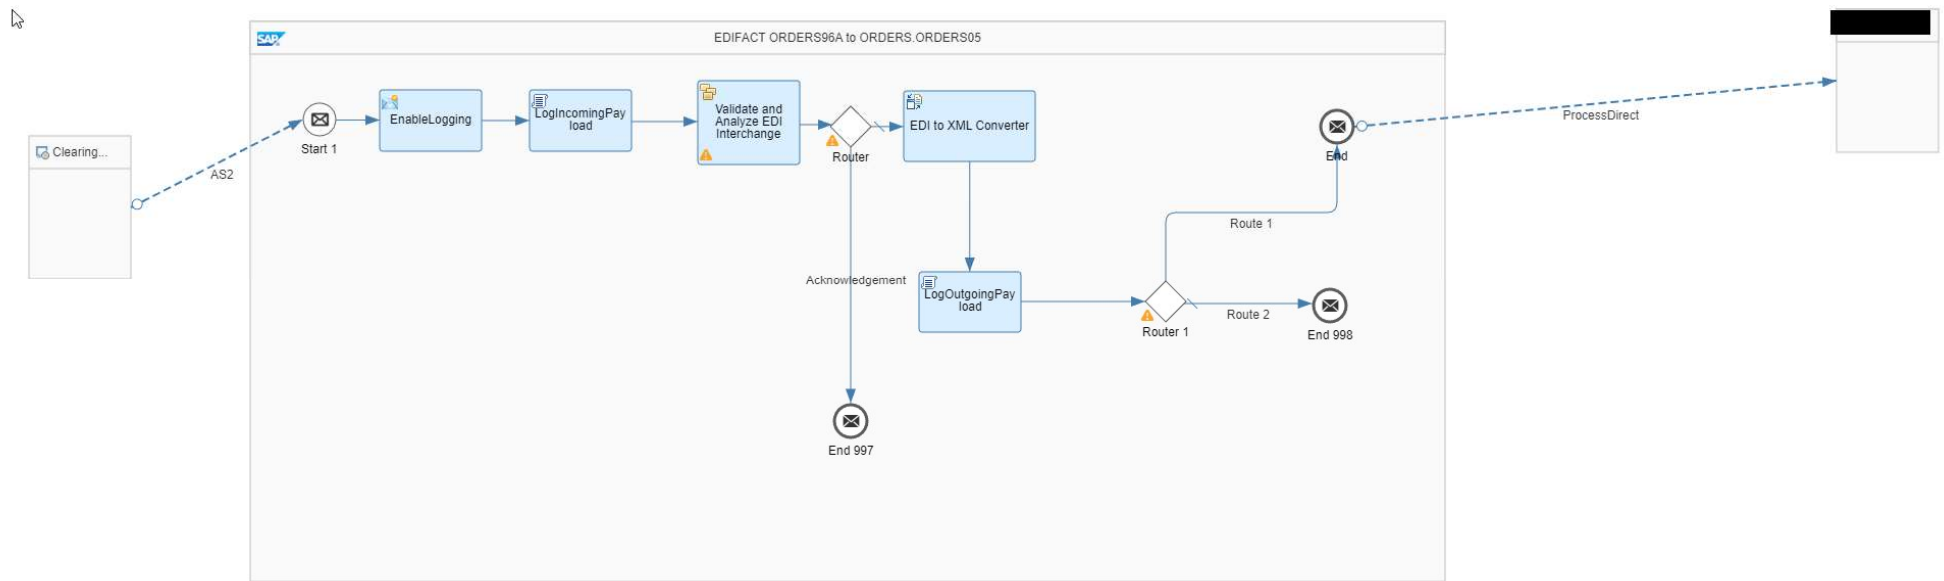 SAP
EDIFACT ORDERS96A to ORDERS.ORDERS05
Clearing...
AS2
Start 1
EnableLogging
LogIncomingPay
load
Validate and
Analyze EDI
Interchange
Router
EDI to XML Converter
End
ProcessDirect
Route 1
Acknowledgement
LogOutgoingPay
load
Router 1
Route 2
End 998
End 997